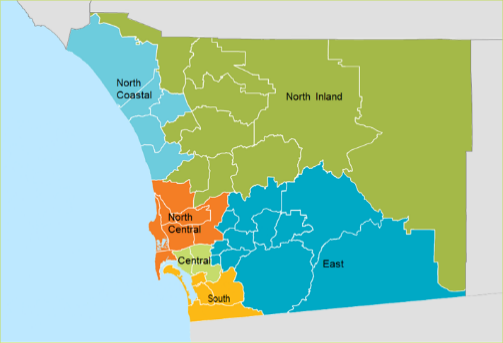 North
Coastal
North Inland
North
Central
Central
East
South